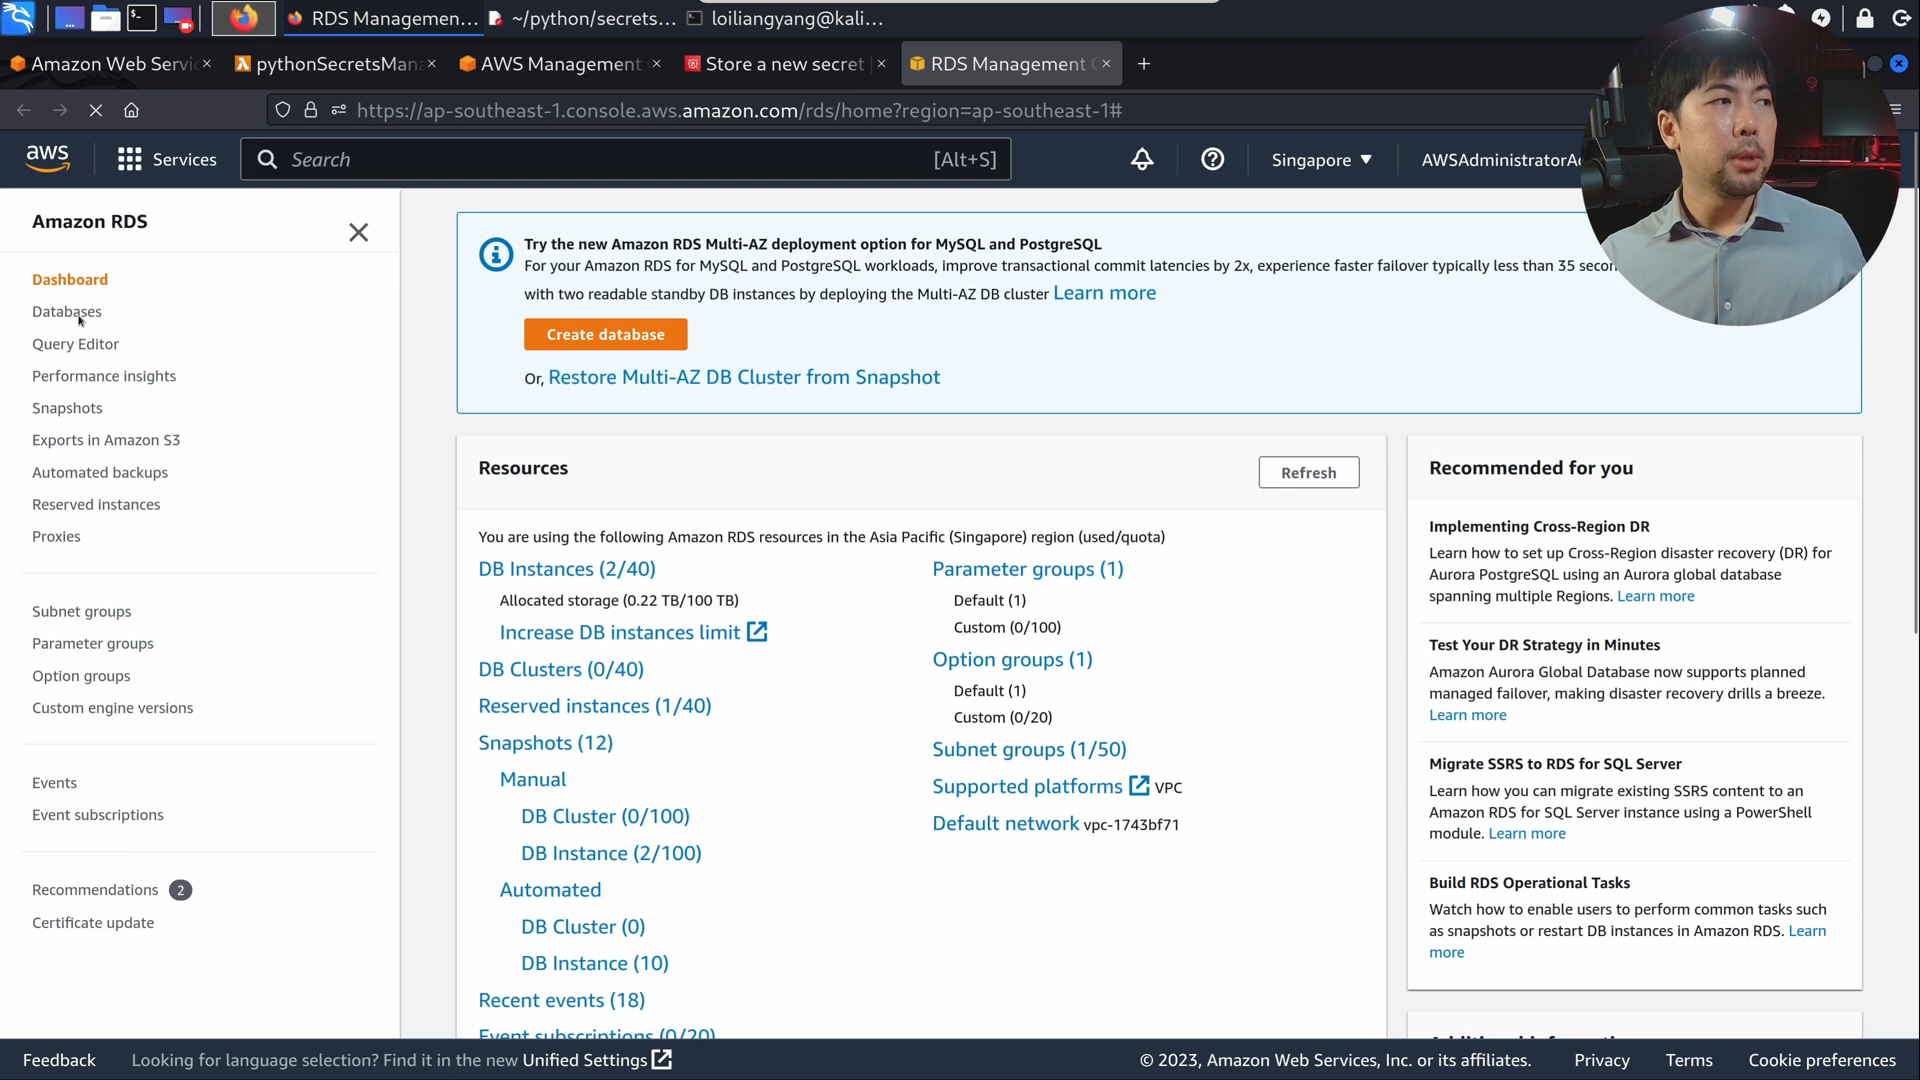 RDS Managemen...
~/python/secrets...
loiliangyang@kali...
Amazon Web Servi
pythonSecretsMan
AWS Management
Store a new secret
RDS Management
https://ap-southeast-1.console.aws.amazon.com/rds/home?region=ap-southeast-1#
aws
Services
Search
[Alt+S]
Singapore
AWSAdministratorAc
Amazon RDS
Dashboard
Databases
Query Editor
Performance insights
Snapshots
Exports in Amazon S3
Automated backups
Reserved instances
Proxies
Subnet groups
Parameter groups
Option groups
Custom engine versions
Events
Event subscriptions
Recommendations 2
Certificate update
Try the new Amazon RDS Multi-AZ deployment option for MySQL and PostgreSQL
For your Amazon RDS for MySQL and PostgreSQL workloads, improve transactional commit latencies by 2x, experience faster failover typically less than 35
with two readable standby DB instances by deploying the Multi-AZ DB cluster Learn more
Create database
Or, Restore Multi-AZ DB Cluster from Snapshot
Resources
Refresh
You are using the following Amazon RDS resources in the Asia Pacific (Singapore) region (used/quota)
DB Instances (2/40)
Allocated storage (0.22 TB/100 TB)
Increase DB instances limit
DB Clusters (0/40)
Reserved instances (1/40)
Snapshots (12)
Manual
DB Cluster (0/100)
DB Instance (2/100)
Automated
DB Cluster (0)
DB Instance (10)
Recent events (18)
Event subscriptions (0/20)
Parameter groups (1)
Default (1)
Custom (0/100)
Option groups (1)
Default (1)
Custom (0/20)
Subnet groups (1/50)
Supported platforms VPC
Default network vpc-1743bf71
Recommended for you
Implementing Cross-Region DR
Learn how to set up Cross-Region disaster recovery (DR) for
Aurora PostgreSQL using an Aurora global database
spanning multiple Regions. Learn more
Test Your DR Strategy in Minutes
Amazon Aurora Global Database now supports planned
managed failover, making disaster recovery drills a breeze.
Learn more
Migrate SSRS to RDS for SQL Server
Learn how you can migrate existing SSRS content to an
Amazon RDS for SQL Server instance using a PowerShell
module. Learn more
Build RDS Operational Tasks
Watch how to enable users to perform common tasks such
as snapshots or restart DB instances in Amazon RDS. Learn
more
Feedback
Looking for language selection? Find it in the new Unified Settings
© 2023, Amazon Web Services, Inc. or its affiliates.
Privacy
Terms
Cookie preferences